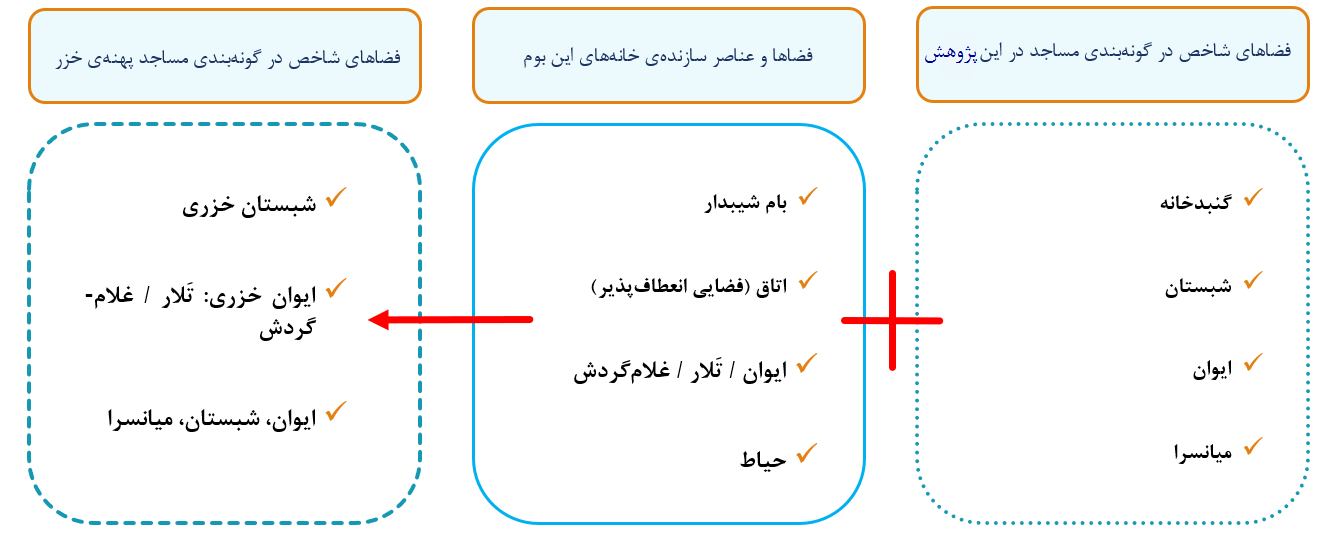 فضاهای شاخص در گونه‌بندی مساجد در این پژوهش
گنبدخانه
شبستان
ایوان
میانسرا
فضاها و عناصر سازنده‌ی خانه‌های این بوم
بام شیبدار
اتاق (فضایی انعطاف‌پذیر)
ایوان / تَلار / غلام‌گردش
حیاط
فضاهای شاخص در گونه‌بندی مساجد پهنه‌ی خزر
شبستان خزری
ایوان خزری: تَلار / غلام-
گردش
ایوان، شبستان، میانسرا